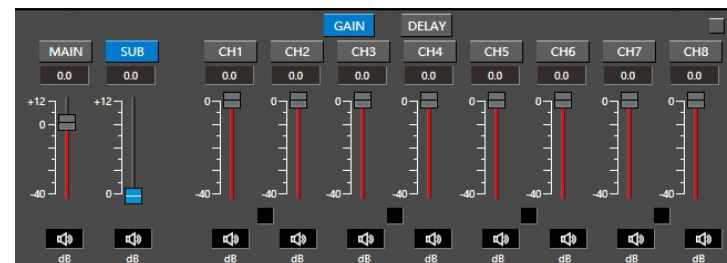 GAIN DELAY
MAIN SUB CH1 CH2 CH3 CH4 CH5 CH6 CH7 CH8
0.0 0.0 0.0 0.0 0.0 0.0 0.0 0.0 0.0 0.0
+12 +12 0 0 0 0 0 0 0 0
0
-40 0 -40 -40 -40 -40 -40 -40 -40 -40
dB dB dB dB dB dB dB dB dB dB